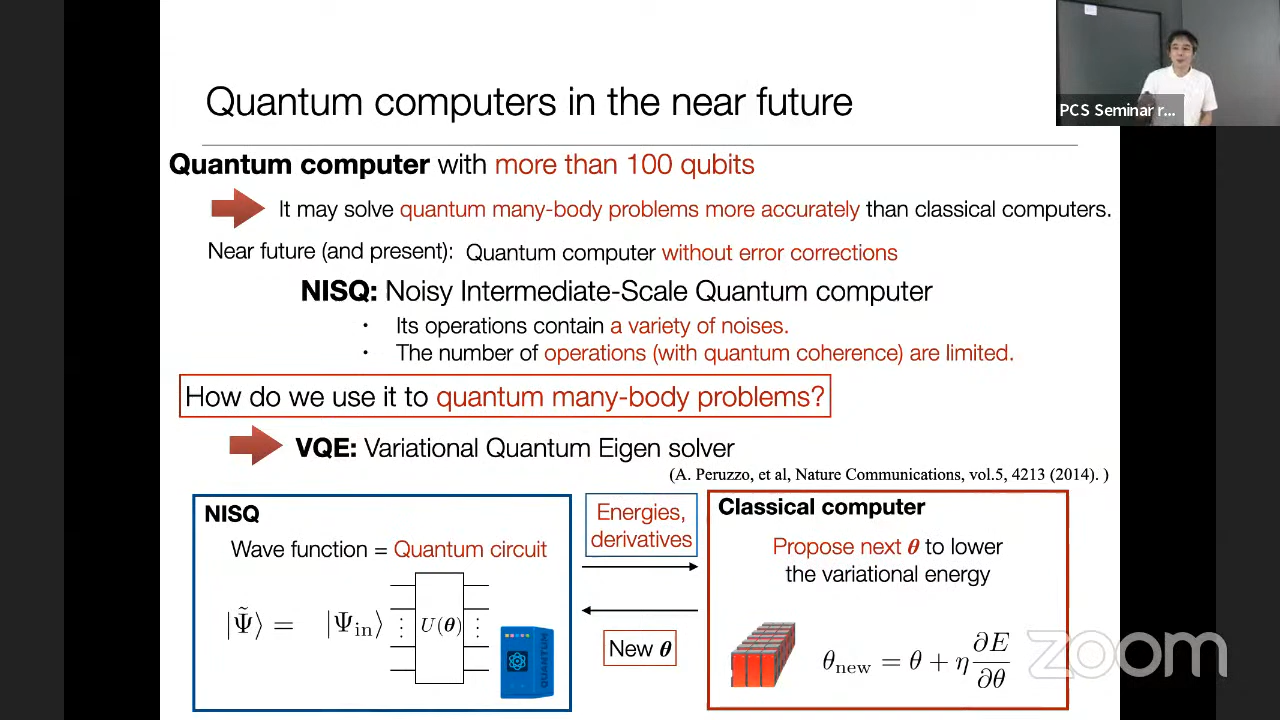 Quantum computers in the near future
PCS Seminar r...
Quantum computer with more than 100 qubits
It may solve quantum many-body problems more accurately than classical computers.
Near future (and present): Quantum computer without error corrections
NISQ: Noisy Intermediate-Scale Quantum computer
• Its operations contain a variety of noises.
• The number of operations (with quantum coherence) are limited.
How do we use it to quantum many-body problems?
VQE: Variational Quantum Eigen solver
(A. Peruzzo, et al, Nature Communications, vol.5, 4213 (2014). )
NISQ
Wave function = Quantum circuit
|Ψ̃⟩ = |Ψin⟩ U(θ)
QUANTUM
Energies,
derivatives
New θ
Classical computer
Propose next θ to lower
the variational energy
θnew = θ + η ∂E/∂θ
zoom